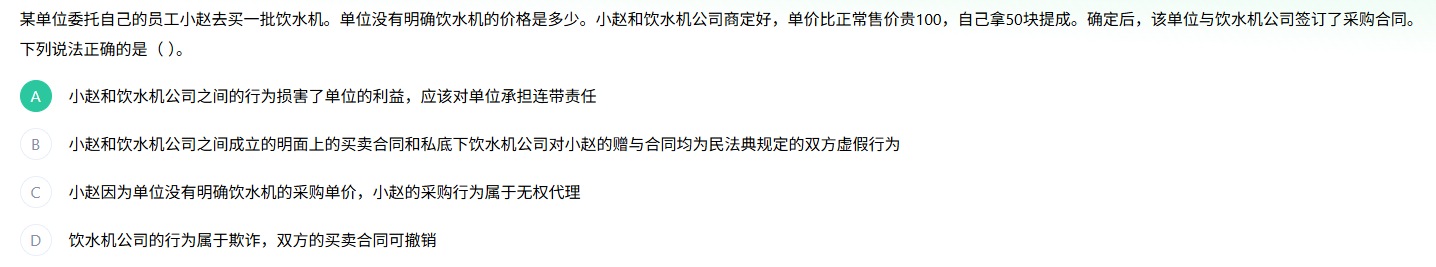 某单位委托自己的员工小赵去买一批饮水机。单位没有明确饮水机的价格是多少。小赵和饮水机公司商定好，单价比正常售价贵100，自己拿50块提成。确定后，该单位与饮水机公司签订了采购合同。
下列说法正确的是（ ）。
A 小赵和饮水机公司之间的行为损害了单位的利益，应该对单位承担连带责任
B 小赵和饮水机公司之间成立的明面上的买卖合同和私底下饮水机公司对小赵的赠与合同均为民法典规定的双方虚假行为
C 小赵因为单位没有明确饮水机的采购单价，小赵的采购行为属于无权代理
D 饮水机公司的行为属于欺诈，双方的买卖合同可撤销